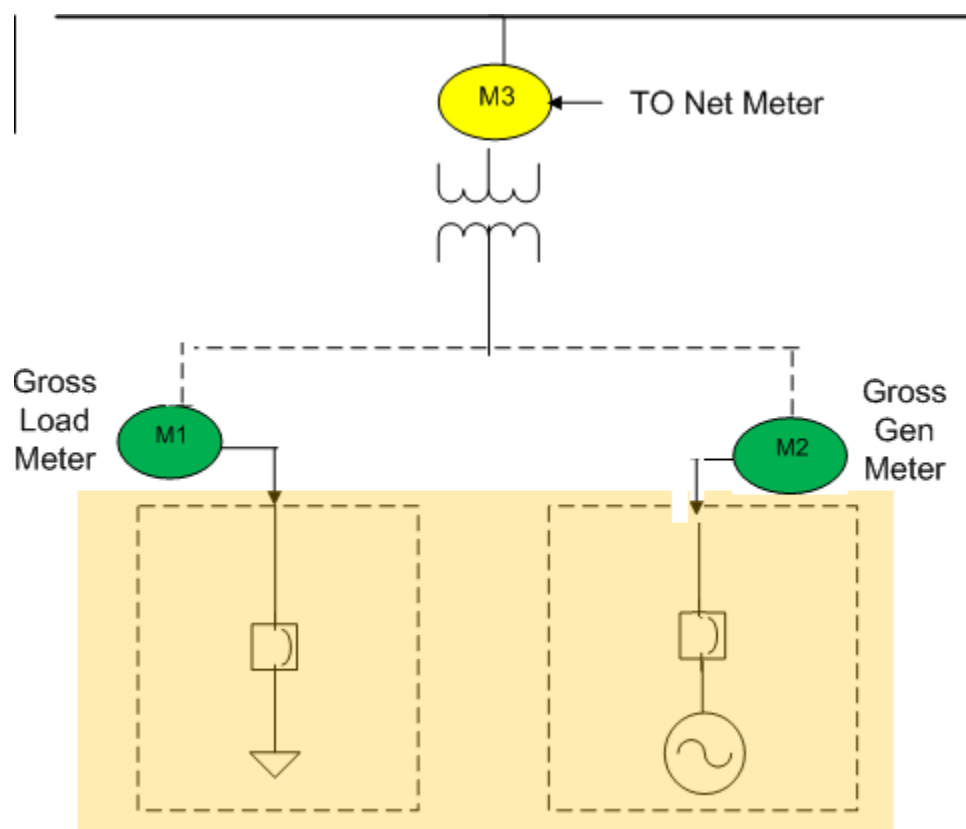 M3
TO Net Meter
Gross
Load
Meter
M1
M2
Gross
Gen
Meter